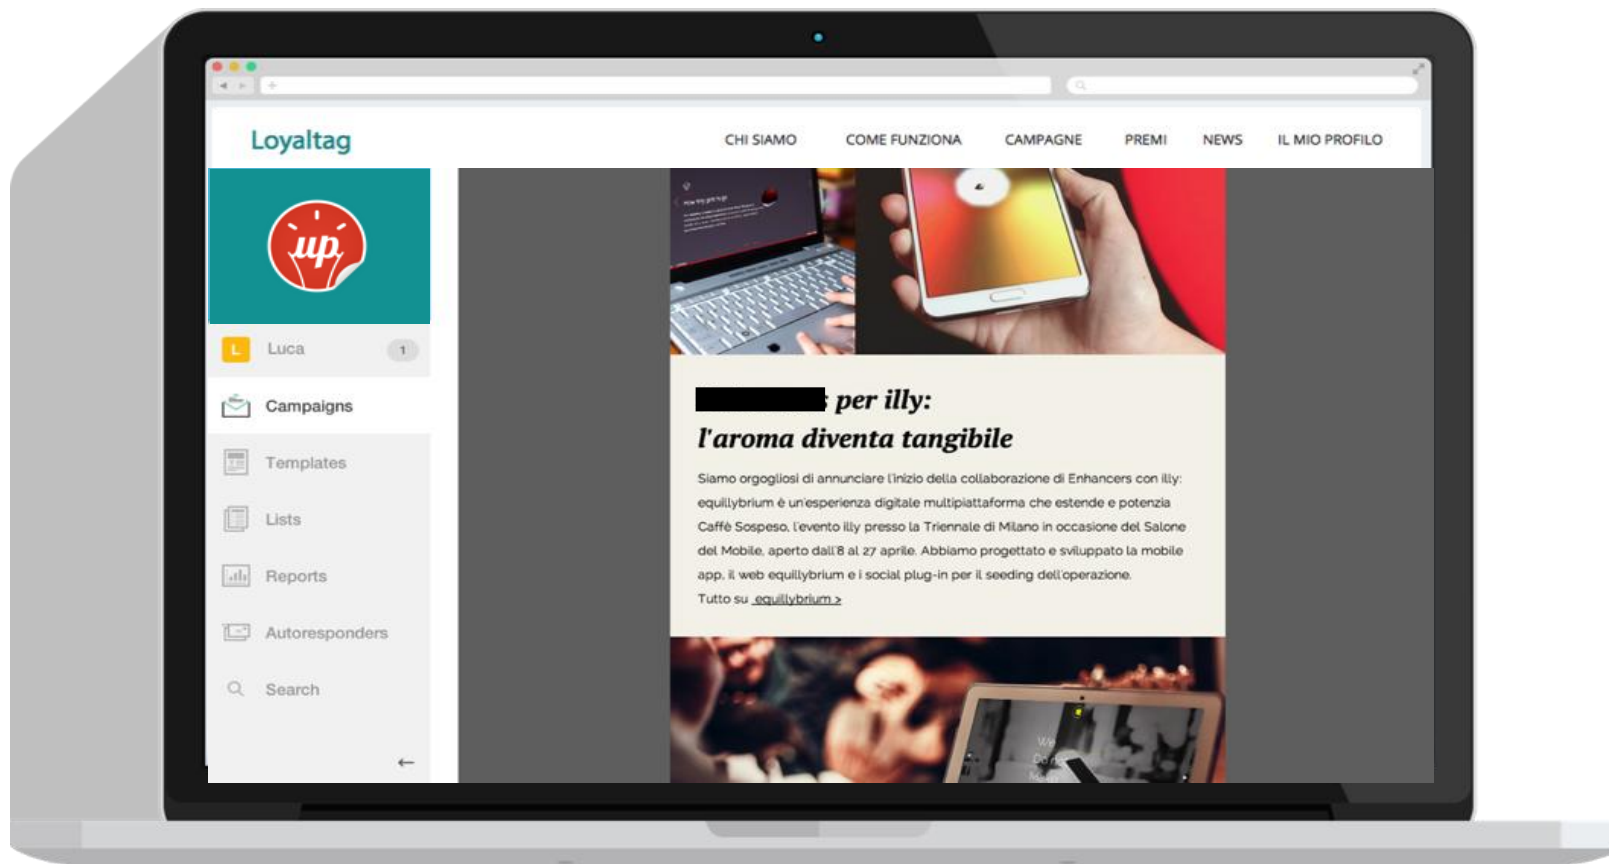 Loyaltag
CHI SIAMO COME FUNZIONA CAMPAGNE PREMI NEWS IL MIO PROFILO
up
L Luca 1
Campaigns
Templates
Lists
Reports
Autoresponders
Search
per illy:
l'aroma diventa tangibile
Siamo orgogliosi di annunciare l'inizio della collaborazione di Enhancers con illy:
equillybrium è un'esperienza digitale multipiattaforma che estende e potenzia
Caffè Sospeso, l'evento illy presso la Triennale di Milano in occasione del Salone
del Mobile, aperto dall'8 al 27 aprile. Abbiamo progettato e sviluppato la mobile
app, il web equillybrium e i social plug-in per il seeding dell'operazione.
Tutto su equillybrium >
We
Do not